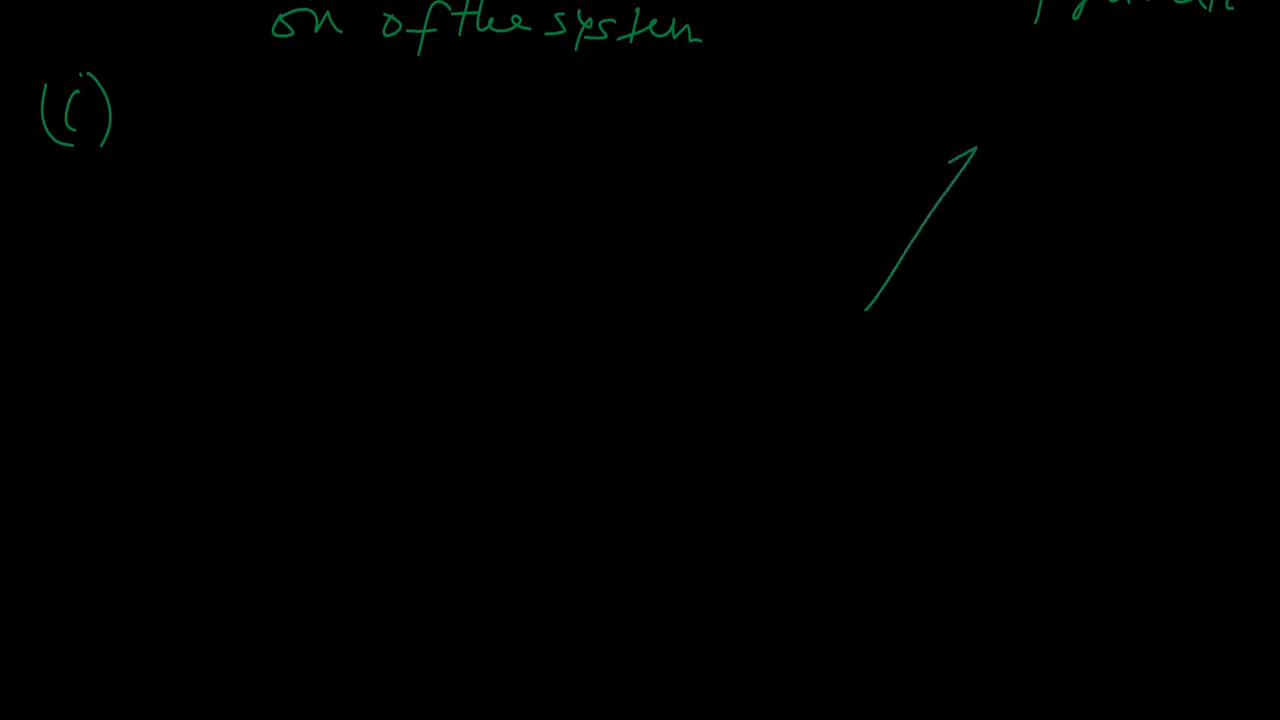 on of the system
(i)